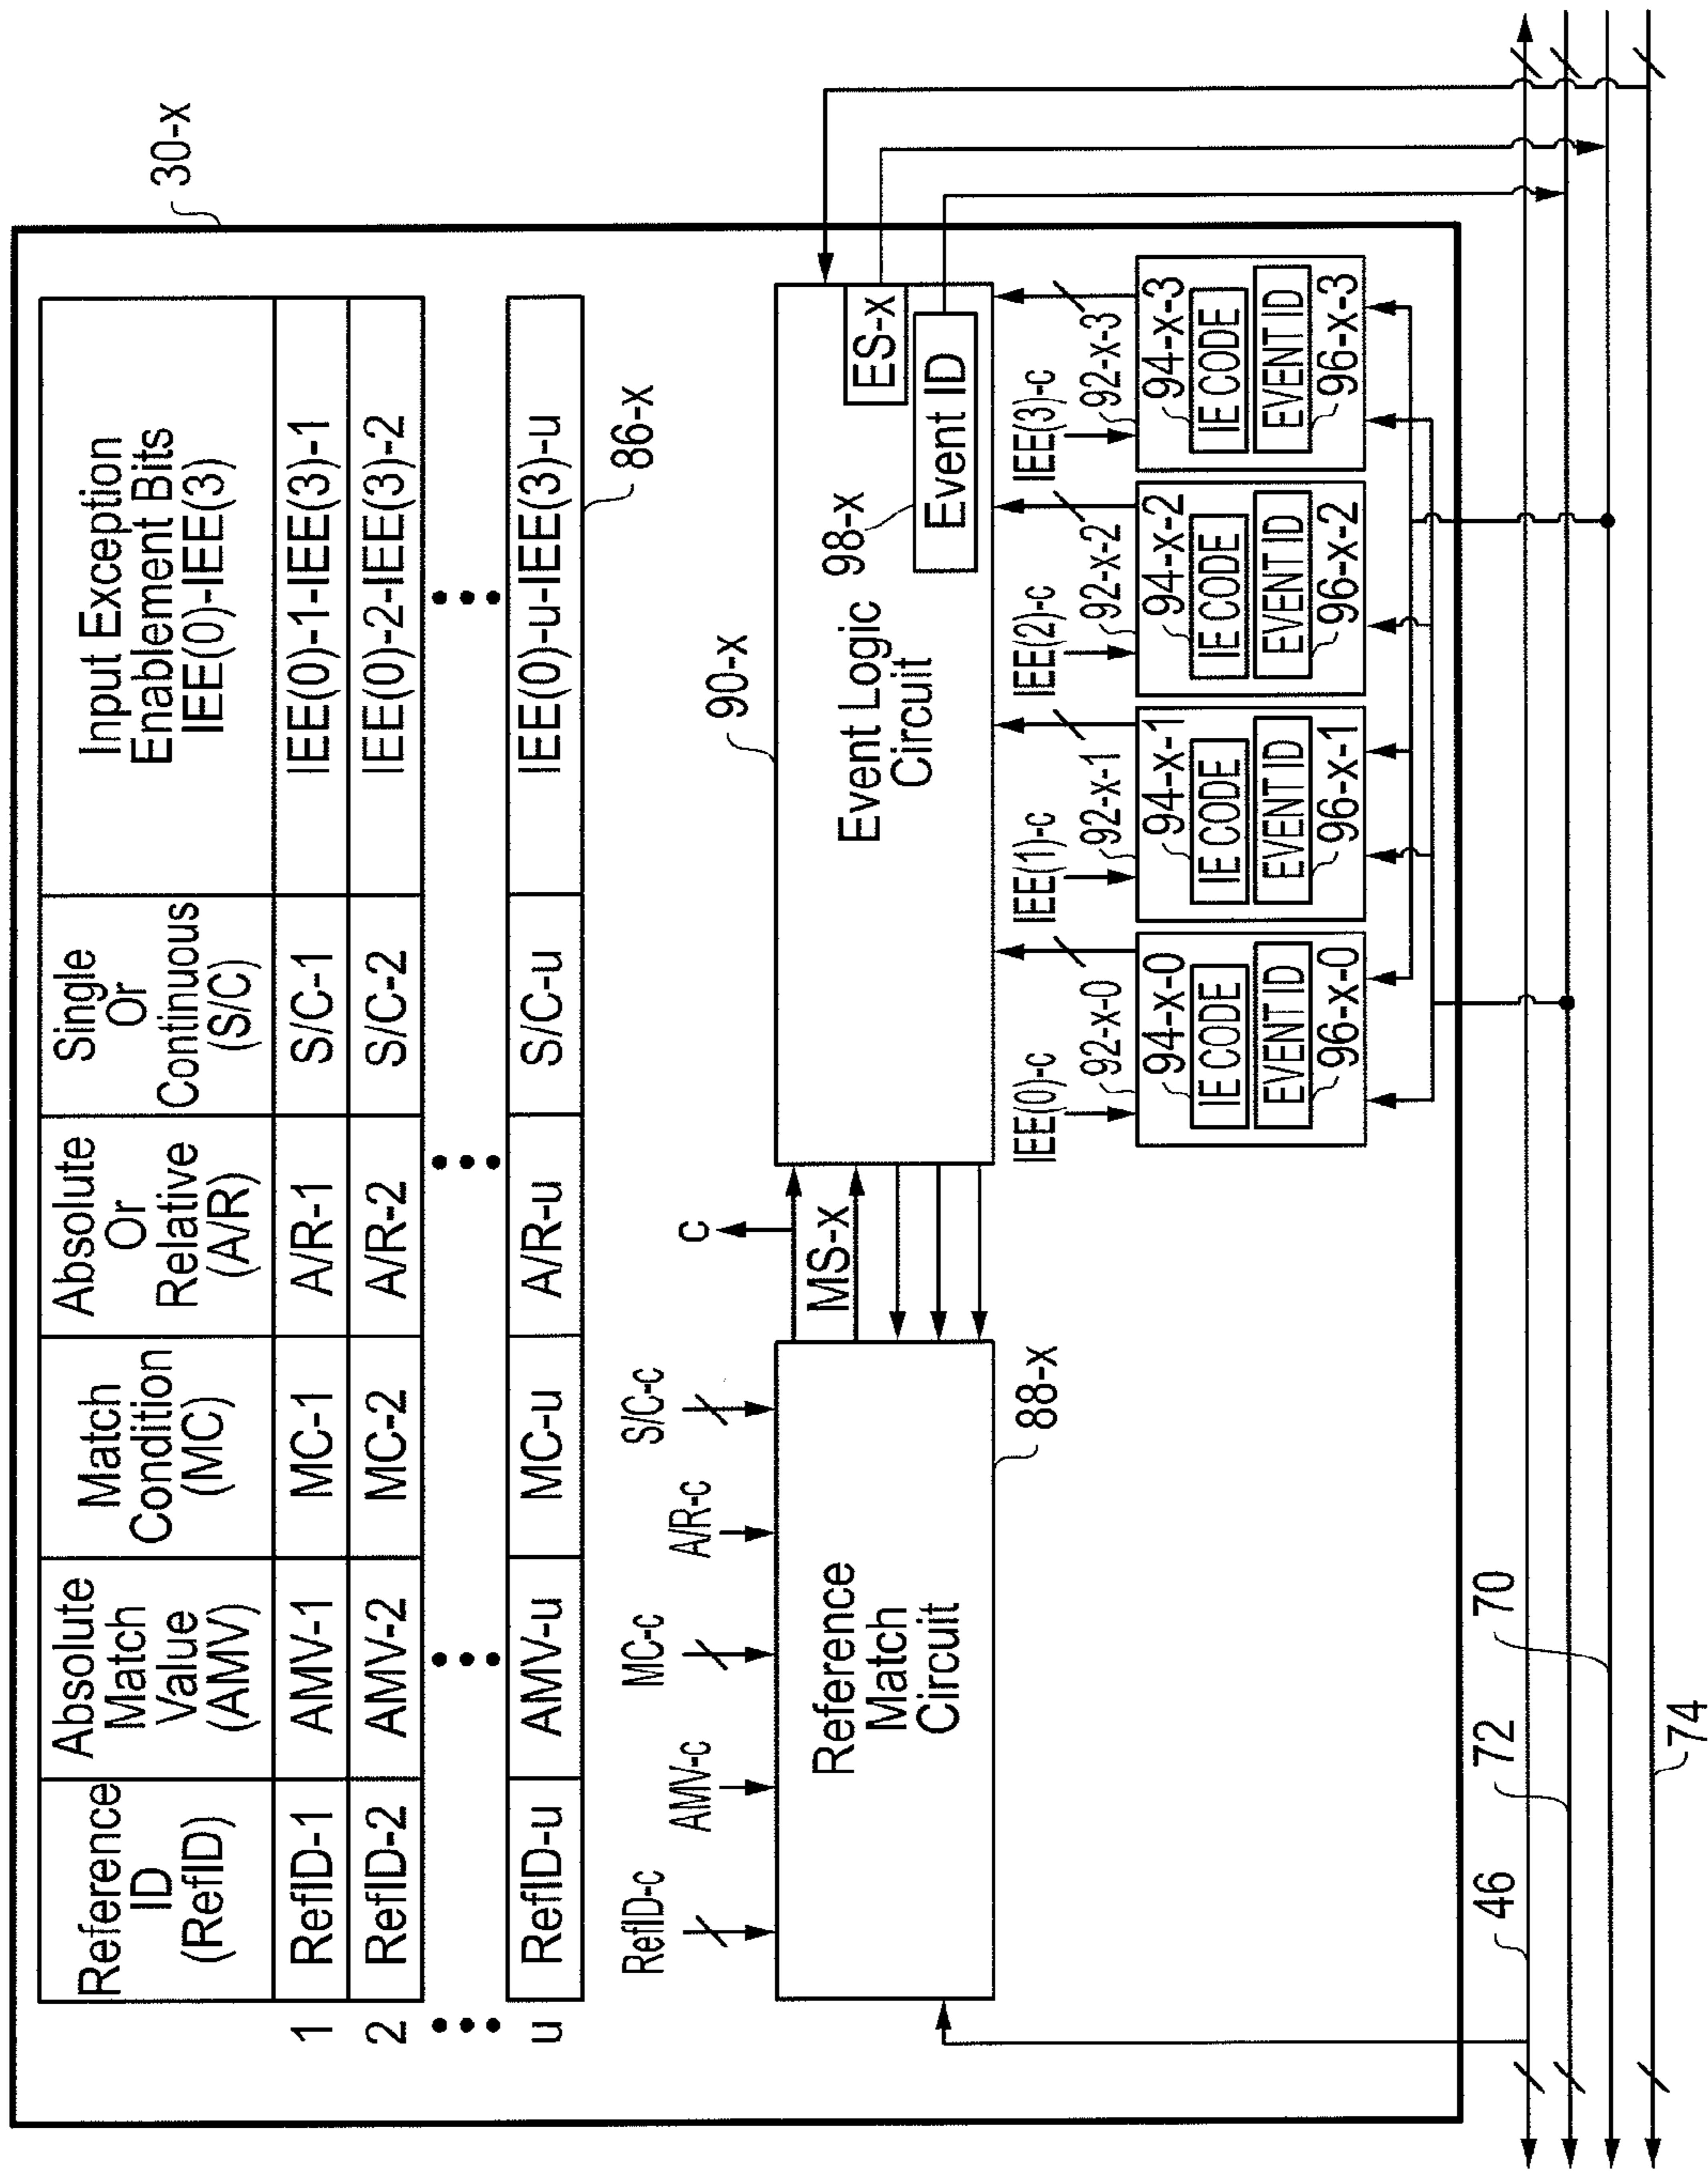 30-x
Reference
ID
(RefID)
Absolute
Match
Value
(AMV)
Match
Condition
(MC)
Absolute
Or
Relative
(A/R)
Single
Or
Continuous
(S/C)
Input Exception
Enablement Bits
IEE(0)-IEE(3)
1
RefID-1
AMV-1
MC-1
A/R-1
S/C-1
IEE(0)-1-IEE(3)-1
2
RefID-2
AMV-2
MC-2
A/R-2
S/C-2
IEE(0)-2-IEE(3)-2
u
RefID-u
AMV-u
MC-u
A/R-u
S/C-u
IEE(0)-u-IEE(3)-u
86-x
RefID-c
AMV-c
MC-c
A/R-c
S/C-c
c
90-x
Reference
Match
Circuit
88-x
MS-x
Event Logic
Circuit
98-x
ES-x
Event ID
IEE(0)-c
92-x-0
94-x-0
IE CODE
EVENT ID
96-x-0
IEE(1)-c
92-x-1
94-x-1
IE CODE
EVENT ID
96-x-1
IEE(2)-c
92-x-2
94-x-2
IE CODE
EVENT ID
96-x-2
IEE(3)-c
92-x-3
94-x-3
IE CODE
EVENT ID
96-x-3
46
72
70
74